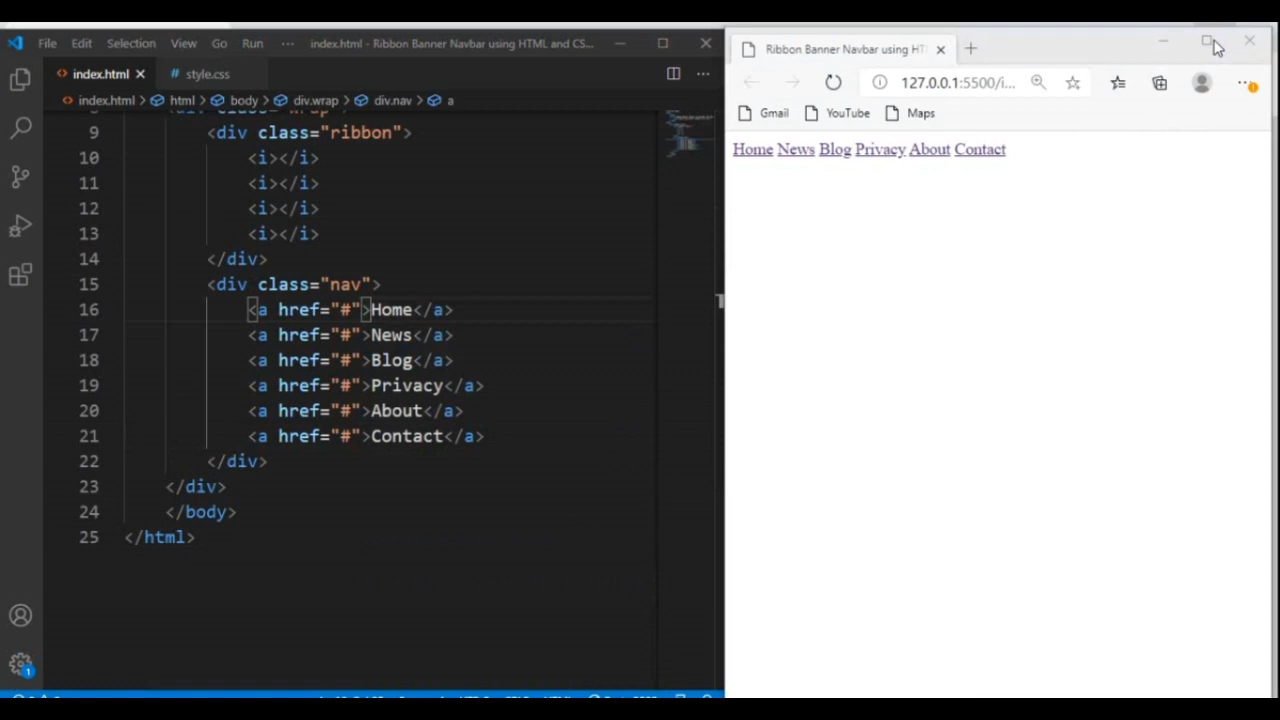 File Edit Selection View Go Run ··· index.html - Ribbon Banner Navbar using HTML and CS...
index.html style.css
index.html > html > body > div.wrap > div.nav > a
9 <div class="ribbon">
10 <i></i>
11 <i></i>
12 <i></i>
13 <i></i>
14 </div>
15 <div class="nav">
16 <a href="#">Home</a>
17 <a href="#">News</a>
18 <a href="#">Blog</a>
19 <a href="#">Privacy</a>
20 <a href="#">About</a>
21 <a href="#">Contact</a>
22 </div>
23 </div>
24 </body>
25 </html>
1
Ribbon Banner Navbar using HT
127.0.0.1:5500/i...
Gmail YouTube Maps
Home News Blog Privacy About Contact